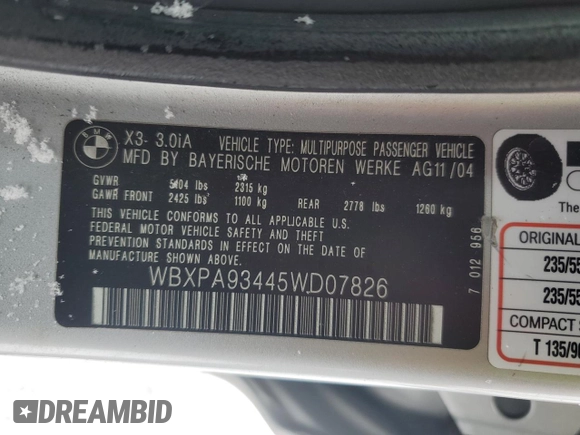 BMW
X3- 3.0iA VEHICLE TYPE: MULTIPURPOSE PASSENGER VEHICLE
MFD BY BAYERISCHE MOTOREN WERKE AG11/04
GVWR 5104 lbs 2315 kg
GAWR FRONT 2425 lbs 1100 kg REAR 2778 lbs 1260 kg
THIS VEHICLE CONFORMS TO ALL APPLICABLE U.S.
FEDERAL MOTOR VEHICLE SAFETY AND THEFT PREVENTION
STANDARDS IN EFFECT ON THE DATE OF
MANUFACTURE SHOWN ABOVE.
WBXPA93445WD07826
7 012 956
The
ORIGINAL
235/55
235/55
COMPACT
T 135/90
DREAMBID